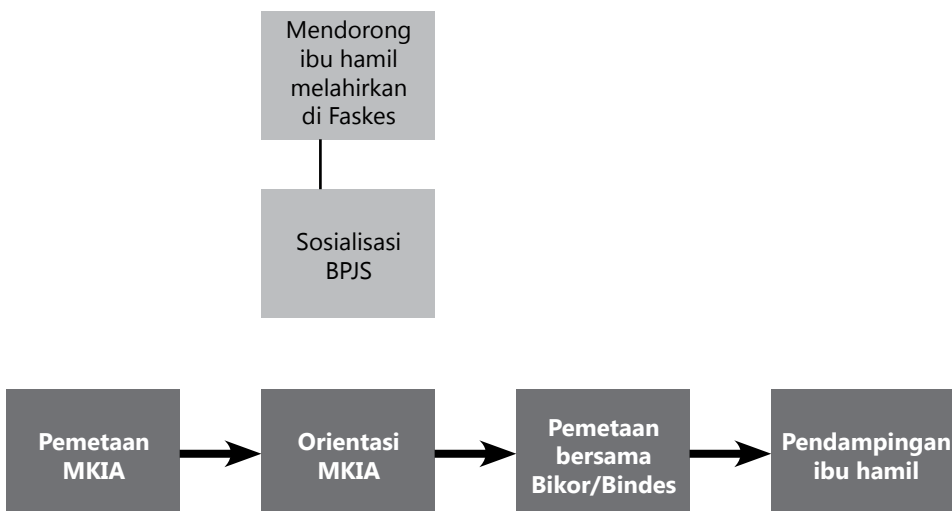 Mendorong
ibu hamil
melahirkan
di Faskes
Sosialisasi
BPJS
Pemetaan
MKIA
Orientasi
MKIA
Pemetaan
bersama
Bikor/Bindes
Pendampingan
ibu hamil